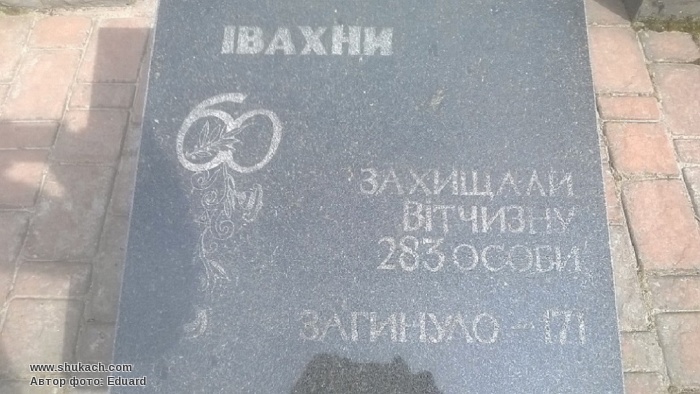 ІВАХНИ
60
ЗАХИЩАЛИ
ВІТЧИЗНУ
283 ОСОБИ
ЗАГИНУЛО – 171
www.shukach.com
Автор фото: Eduard